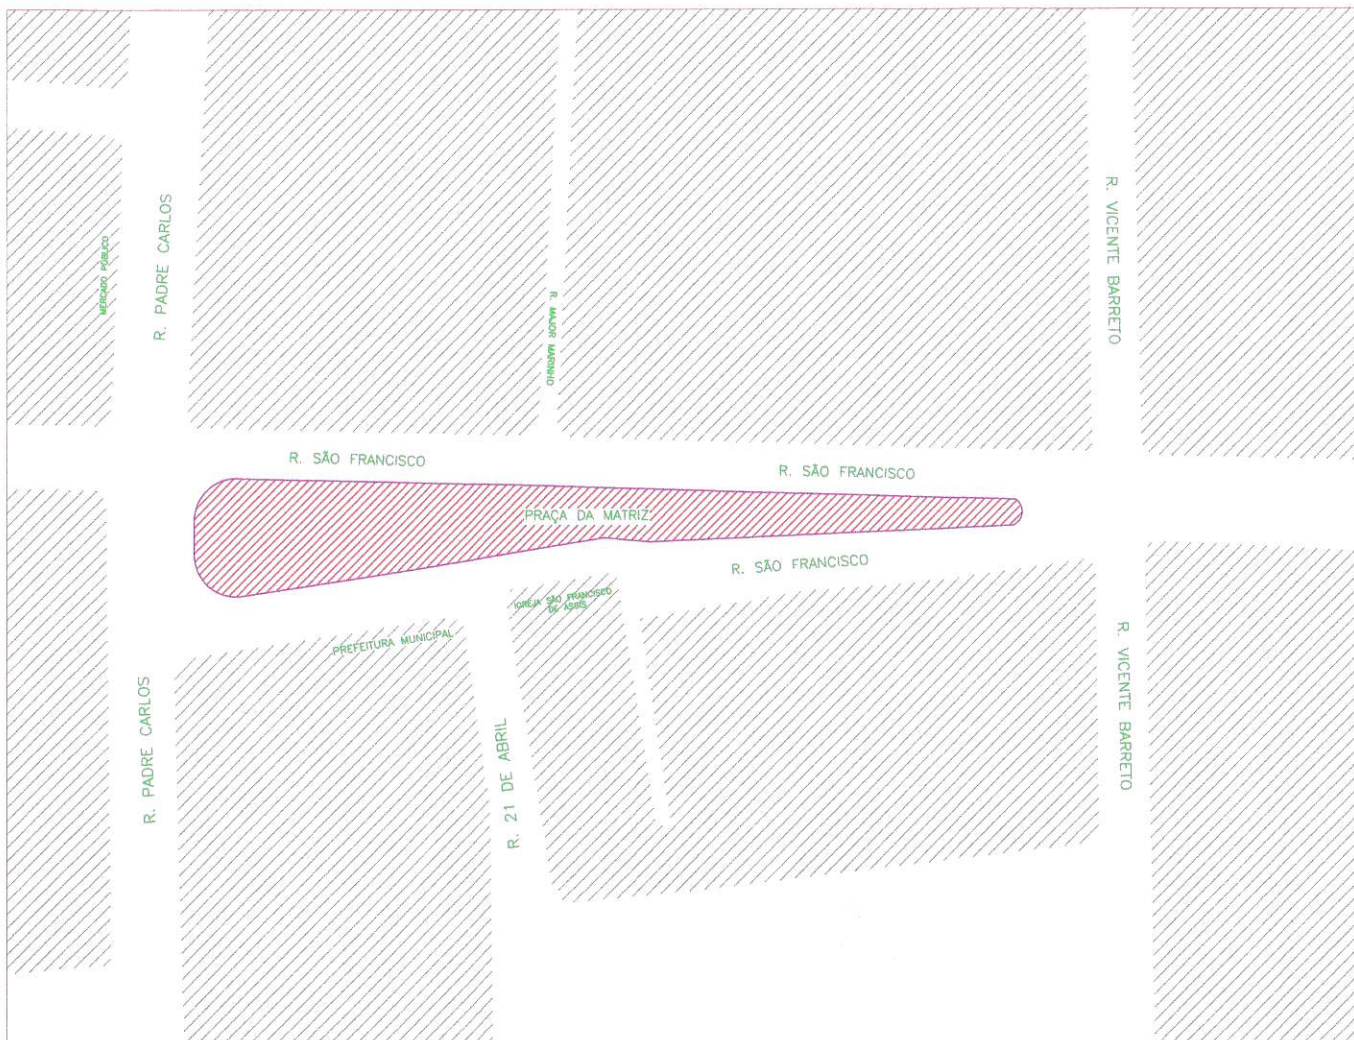 R. PADRE CARLOS
MERCADO PÚBLICO
R. MAJOR MARINHO
R. VICENTE BARRETO
R. SÃO FRANCISCO
R. SÃO FRANCISCO
PRAÇA DA MATRIZ
R. SÃO FRANCISCO
IGREJA SÃO FRANCISCO
DE ASSIS
PREFEITURA MUNICIPAL
R. PADRE CARLOS
R. 21 DE ABRIL
R. VICENTE BARRETO